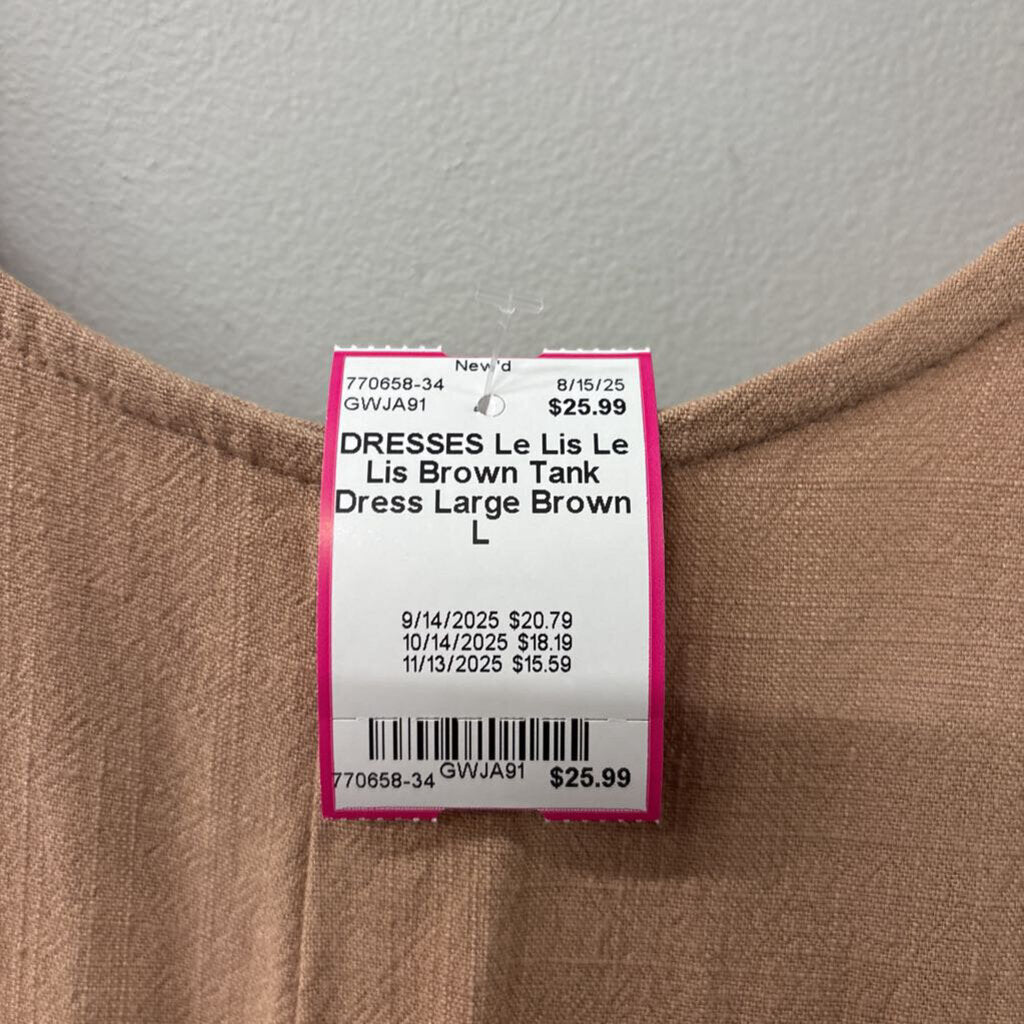 New'd
770658-34 8/15/25
GWJA91 $25.99
DRESSES Le Lis Le
Lis Brown Tank
Dress Large Brown
L
9/14/2025 $20.79
10/14/2025 $18.19
11/13/2025 $15.59
770658-34 GWJA91 $25.99